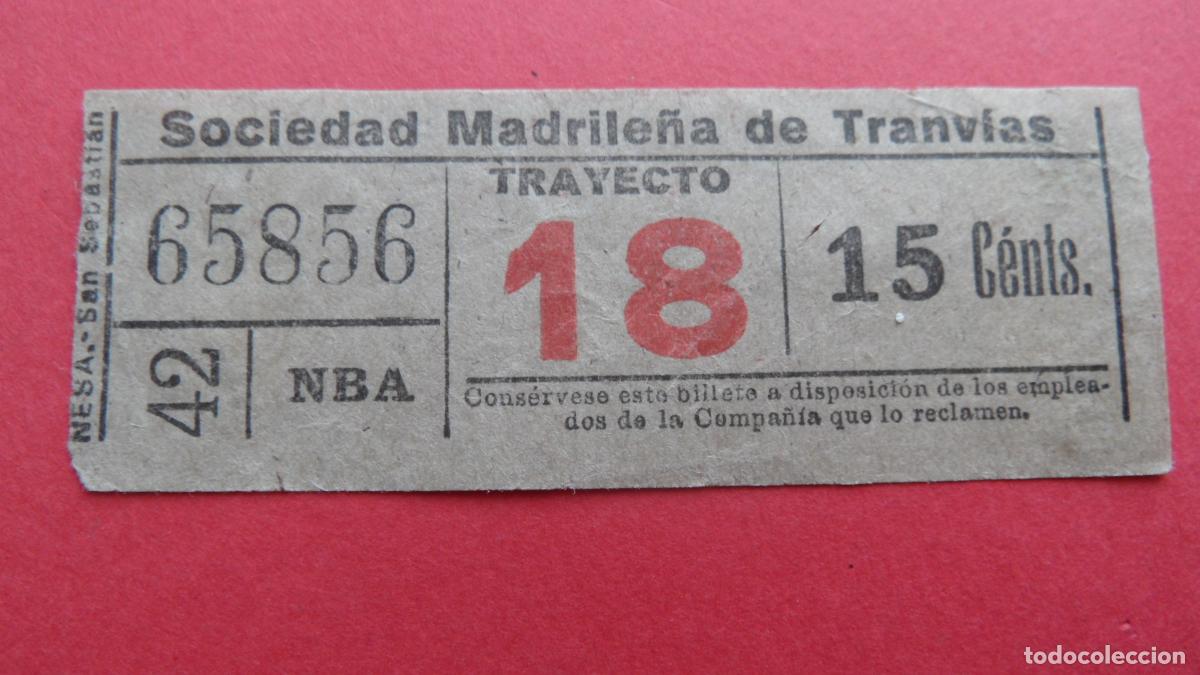 Sociedad Madrileña de Tranvías
NESA.-San Sebastián
65856
42
NBA
TRAYECTO
18
15 Cénts.
Consérvese este billete a disposición de los emplea-
dos de la Compañía que lo reclamen.
todocoleccion